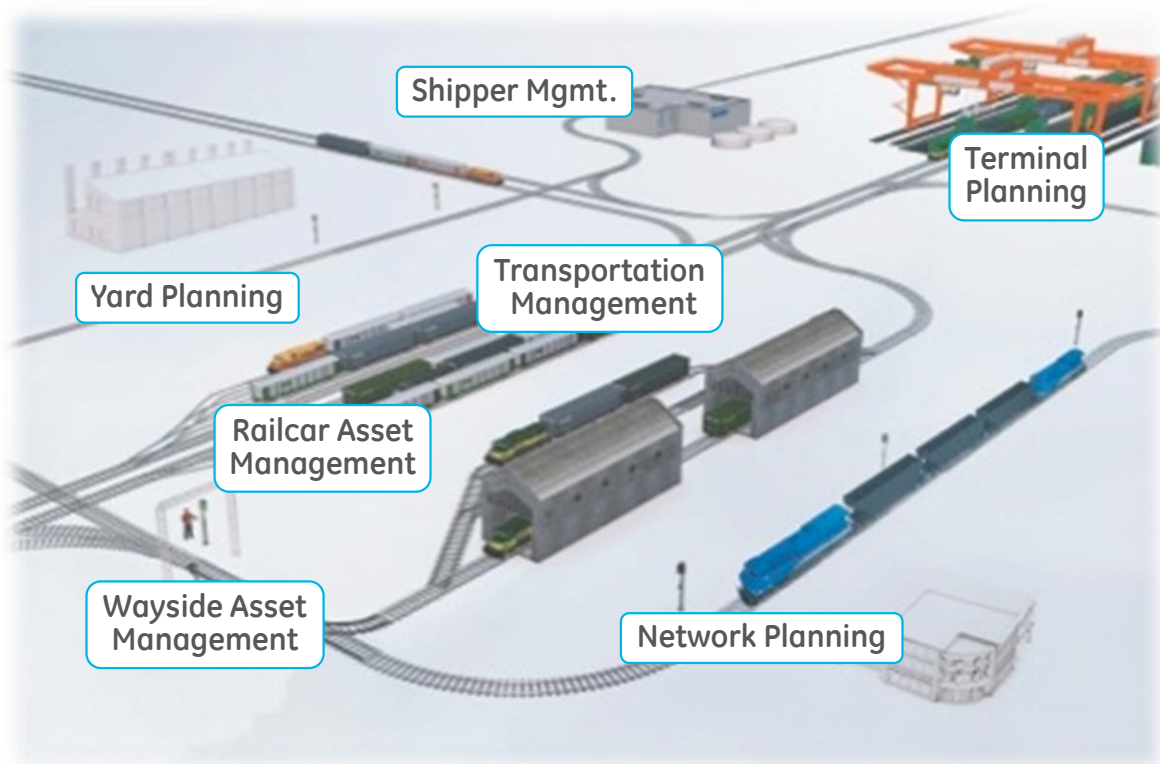 Shipper Mgmt.
Terminal
Planning
Transportation
Management
Yard Planning
Railcar Asset
Management
Wayside Asset
Management
Network Planning